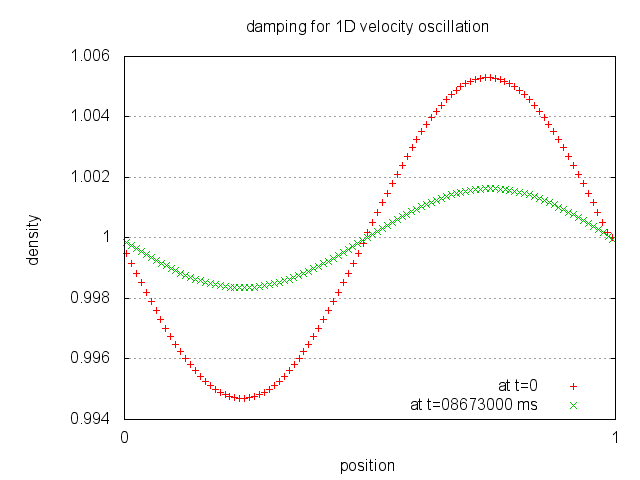 damping for 1D velocity oscillation
1.006
1.004
1.002
1
0.998
0.996
0.994
density
at t=0
at t=08673000 ms
0 1
position